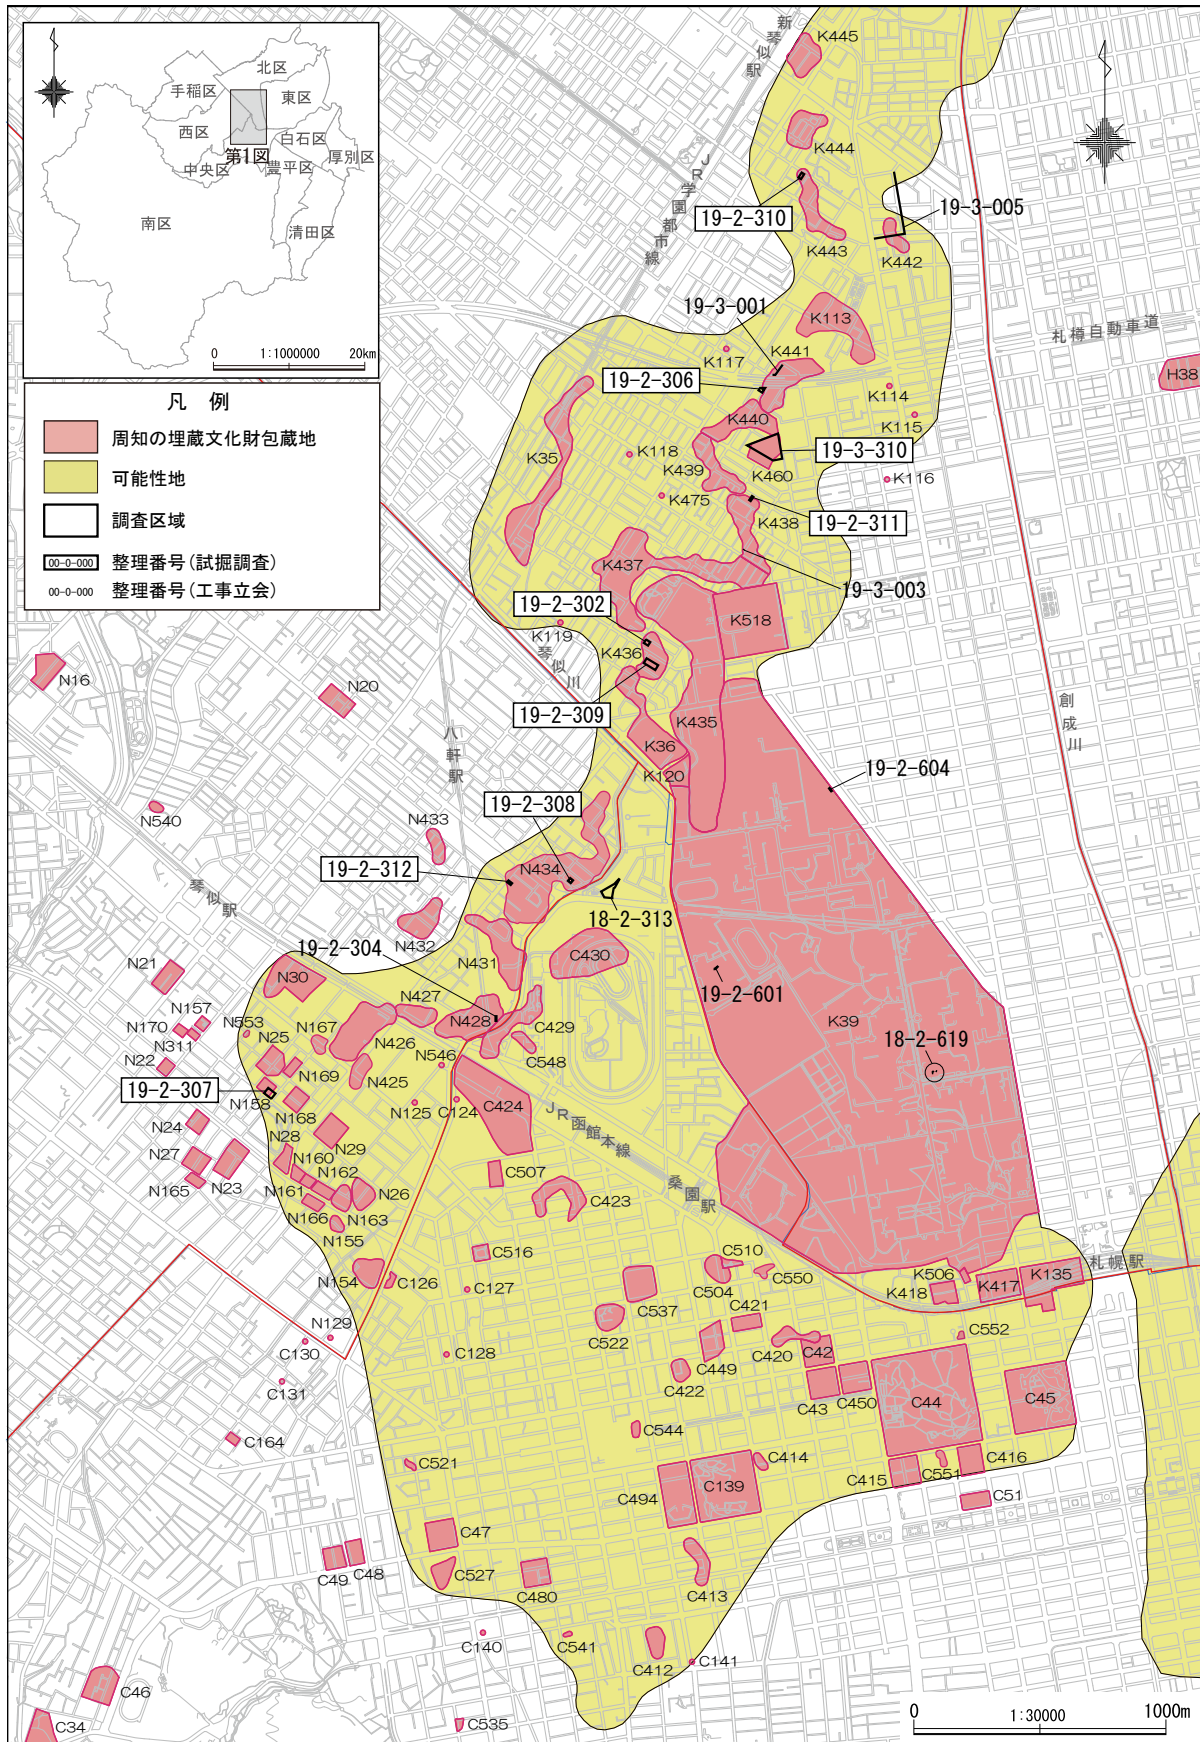 北区
手稲区
東区
西区
白石区
第1図
厚別区
中央区
豊平区
南区
清田区
0
1:1000000
20km
凡 例
周知の埋蔵文化財包蔵地
可能性地
調査区域
00-0-000 整理番号(試掘調査)
00-0-000 整理番号(工事立会)
新琴似駅
K445
K444
JR学園都市線
19-2-310
19-3-005
K443
K442
19-3-001
K113
札樽自動車道
K117
K441
19-2-306
H38
K114
K440
K115
K35
K118
K439
19-3-310
K460
K116
K475
K438
19-2-311
K437
19-3-003
19-2-302
K518
K119
K436
琴似川
N16
N20
19-2-309
K435
創成川
八軒駅
K36
K120
19-2-604
19-2-308
N540
N433
N434
19-2-312
琴似駅
18-2-313
N432
19-2-304
N431
C430
N21
N30
19-2-601
N157
N427
K39
N170
N553
N167
N428
C429
18-2-619
N311
N25
N426
C548
N22
N546
N169
N425
19-2-307
N158
N125
C124
C424
N168
JR函館本線
N24
N28
N29
N27
N160
N162
C507
桑園駅
N165
N23
N161
N26
C423
N166
N163
N155
C516
C510
札幌駅
N154
C126
C550
K506
K135
C127
C504
K417
C537
K418
C421
C522
N129
C552
C130
C128
C420
C42
C449
C131
C422
C43
C450
C44
C45
C544
C164
C414
C521
C416
C415
C551
C139
C494
C51
C47
C49
C48
C527
C480
C413
C140
C541
C412
C141
C46
C34
C535
0
1:30000
1000m